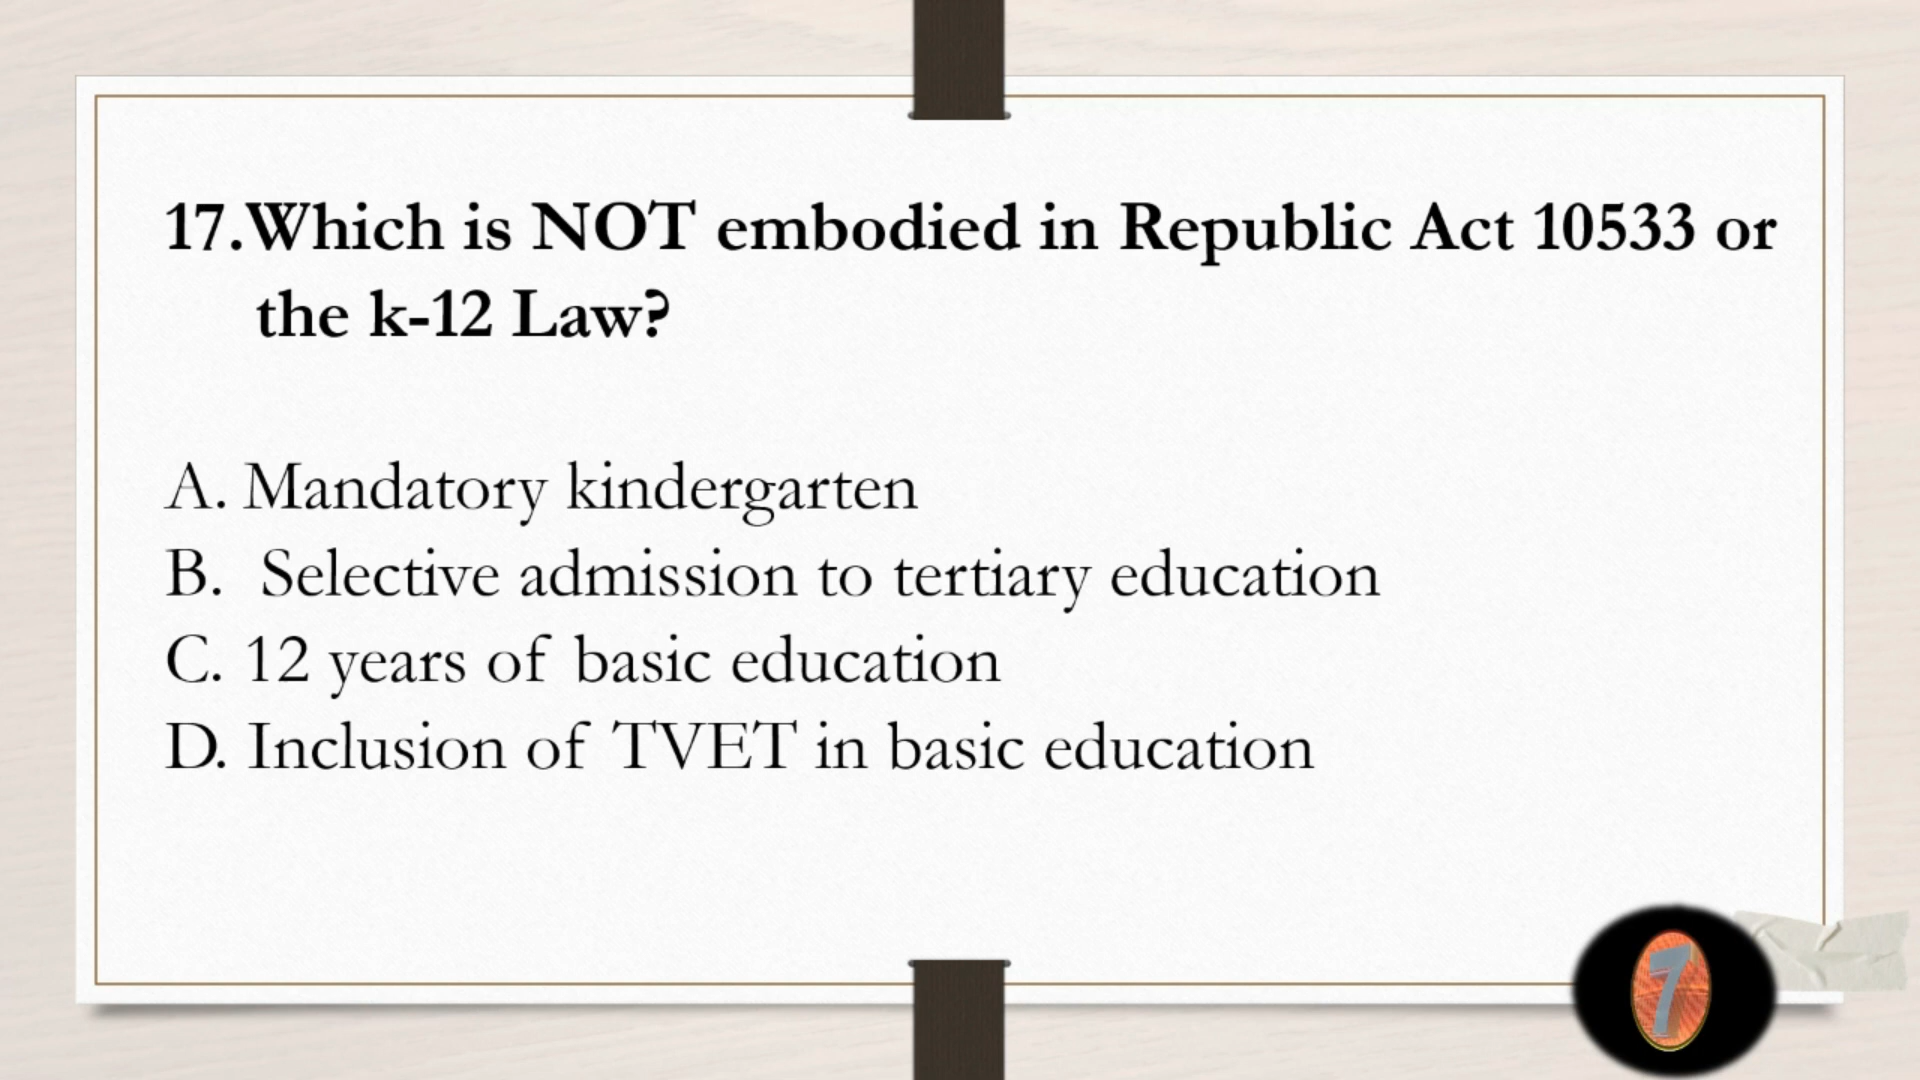 17.Which is NOT embodied in Republic Act 10533 or
the k-12 Law?
A. Mandatory kindergarten
B. Selective admission to tertiary education
C. 12 years of basic education
D. Inclusion of TVET in basic education
7